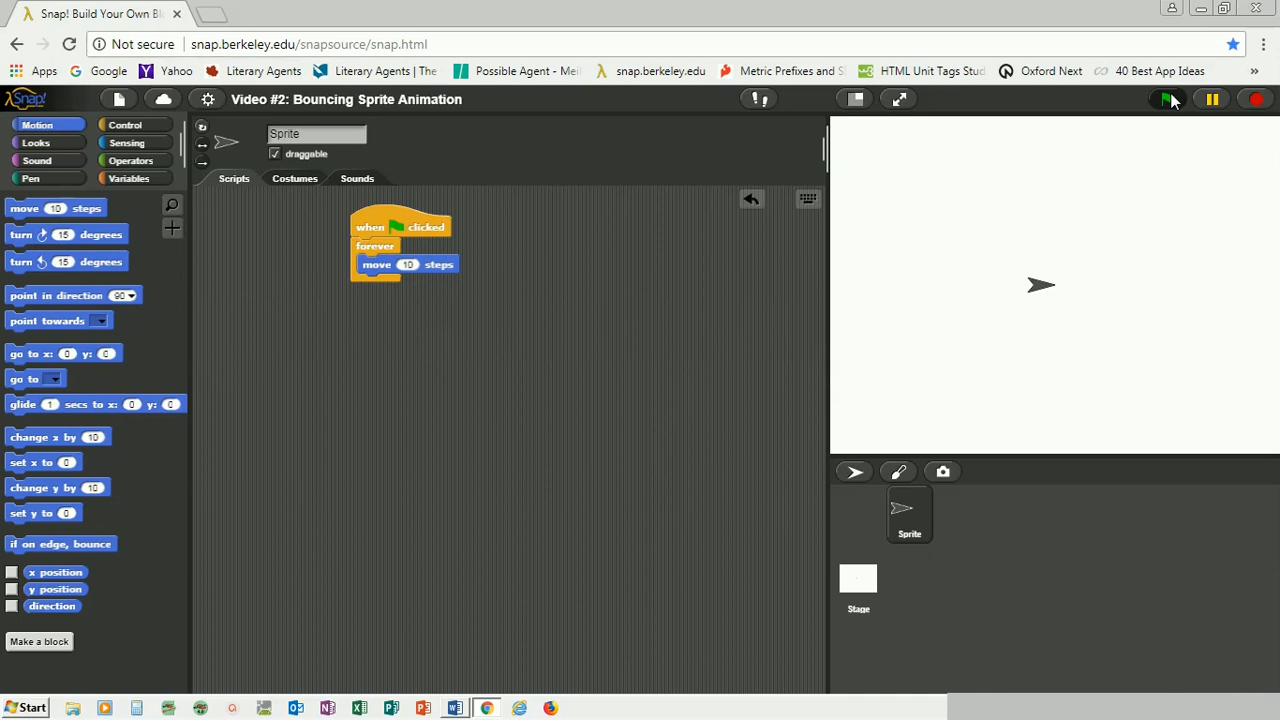 Snap! Build Your Own Bl
Not secure snap.berkeley.edu/snapsource/snap.html
Apps Google Yahoo Literary Agents Literary Agents | The Possible Agent - Mei snap.berkeley.edu Metric Prefixes and S HTML Unit Tags Stud Oxford Next 40 Best App Ideas »
Snap! Video #2: Bouncing Sprite Animation
Motion Control
Looks Sensing
Sound Operators
Pen Variables
Sprite
draggable
Scripts Costumes Sounds
move 10 steps
turn 15 degrees
turn 15 degrees
point in direction 90
point towards
go to x: 0 y: 0
go to
glide 1 secs to x: 0 y: 0
change x by 10
set x to 0
change y by 10
set y to 0
if on edge, bounce
x position
y position
direction
Make a block
when clicked
forever
move 10 steps
Sprite
Stage
Start